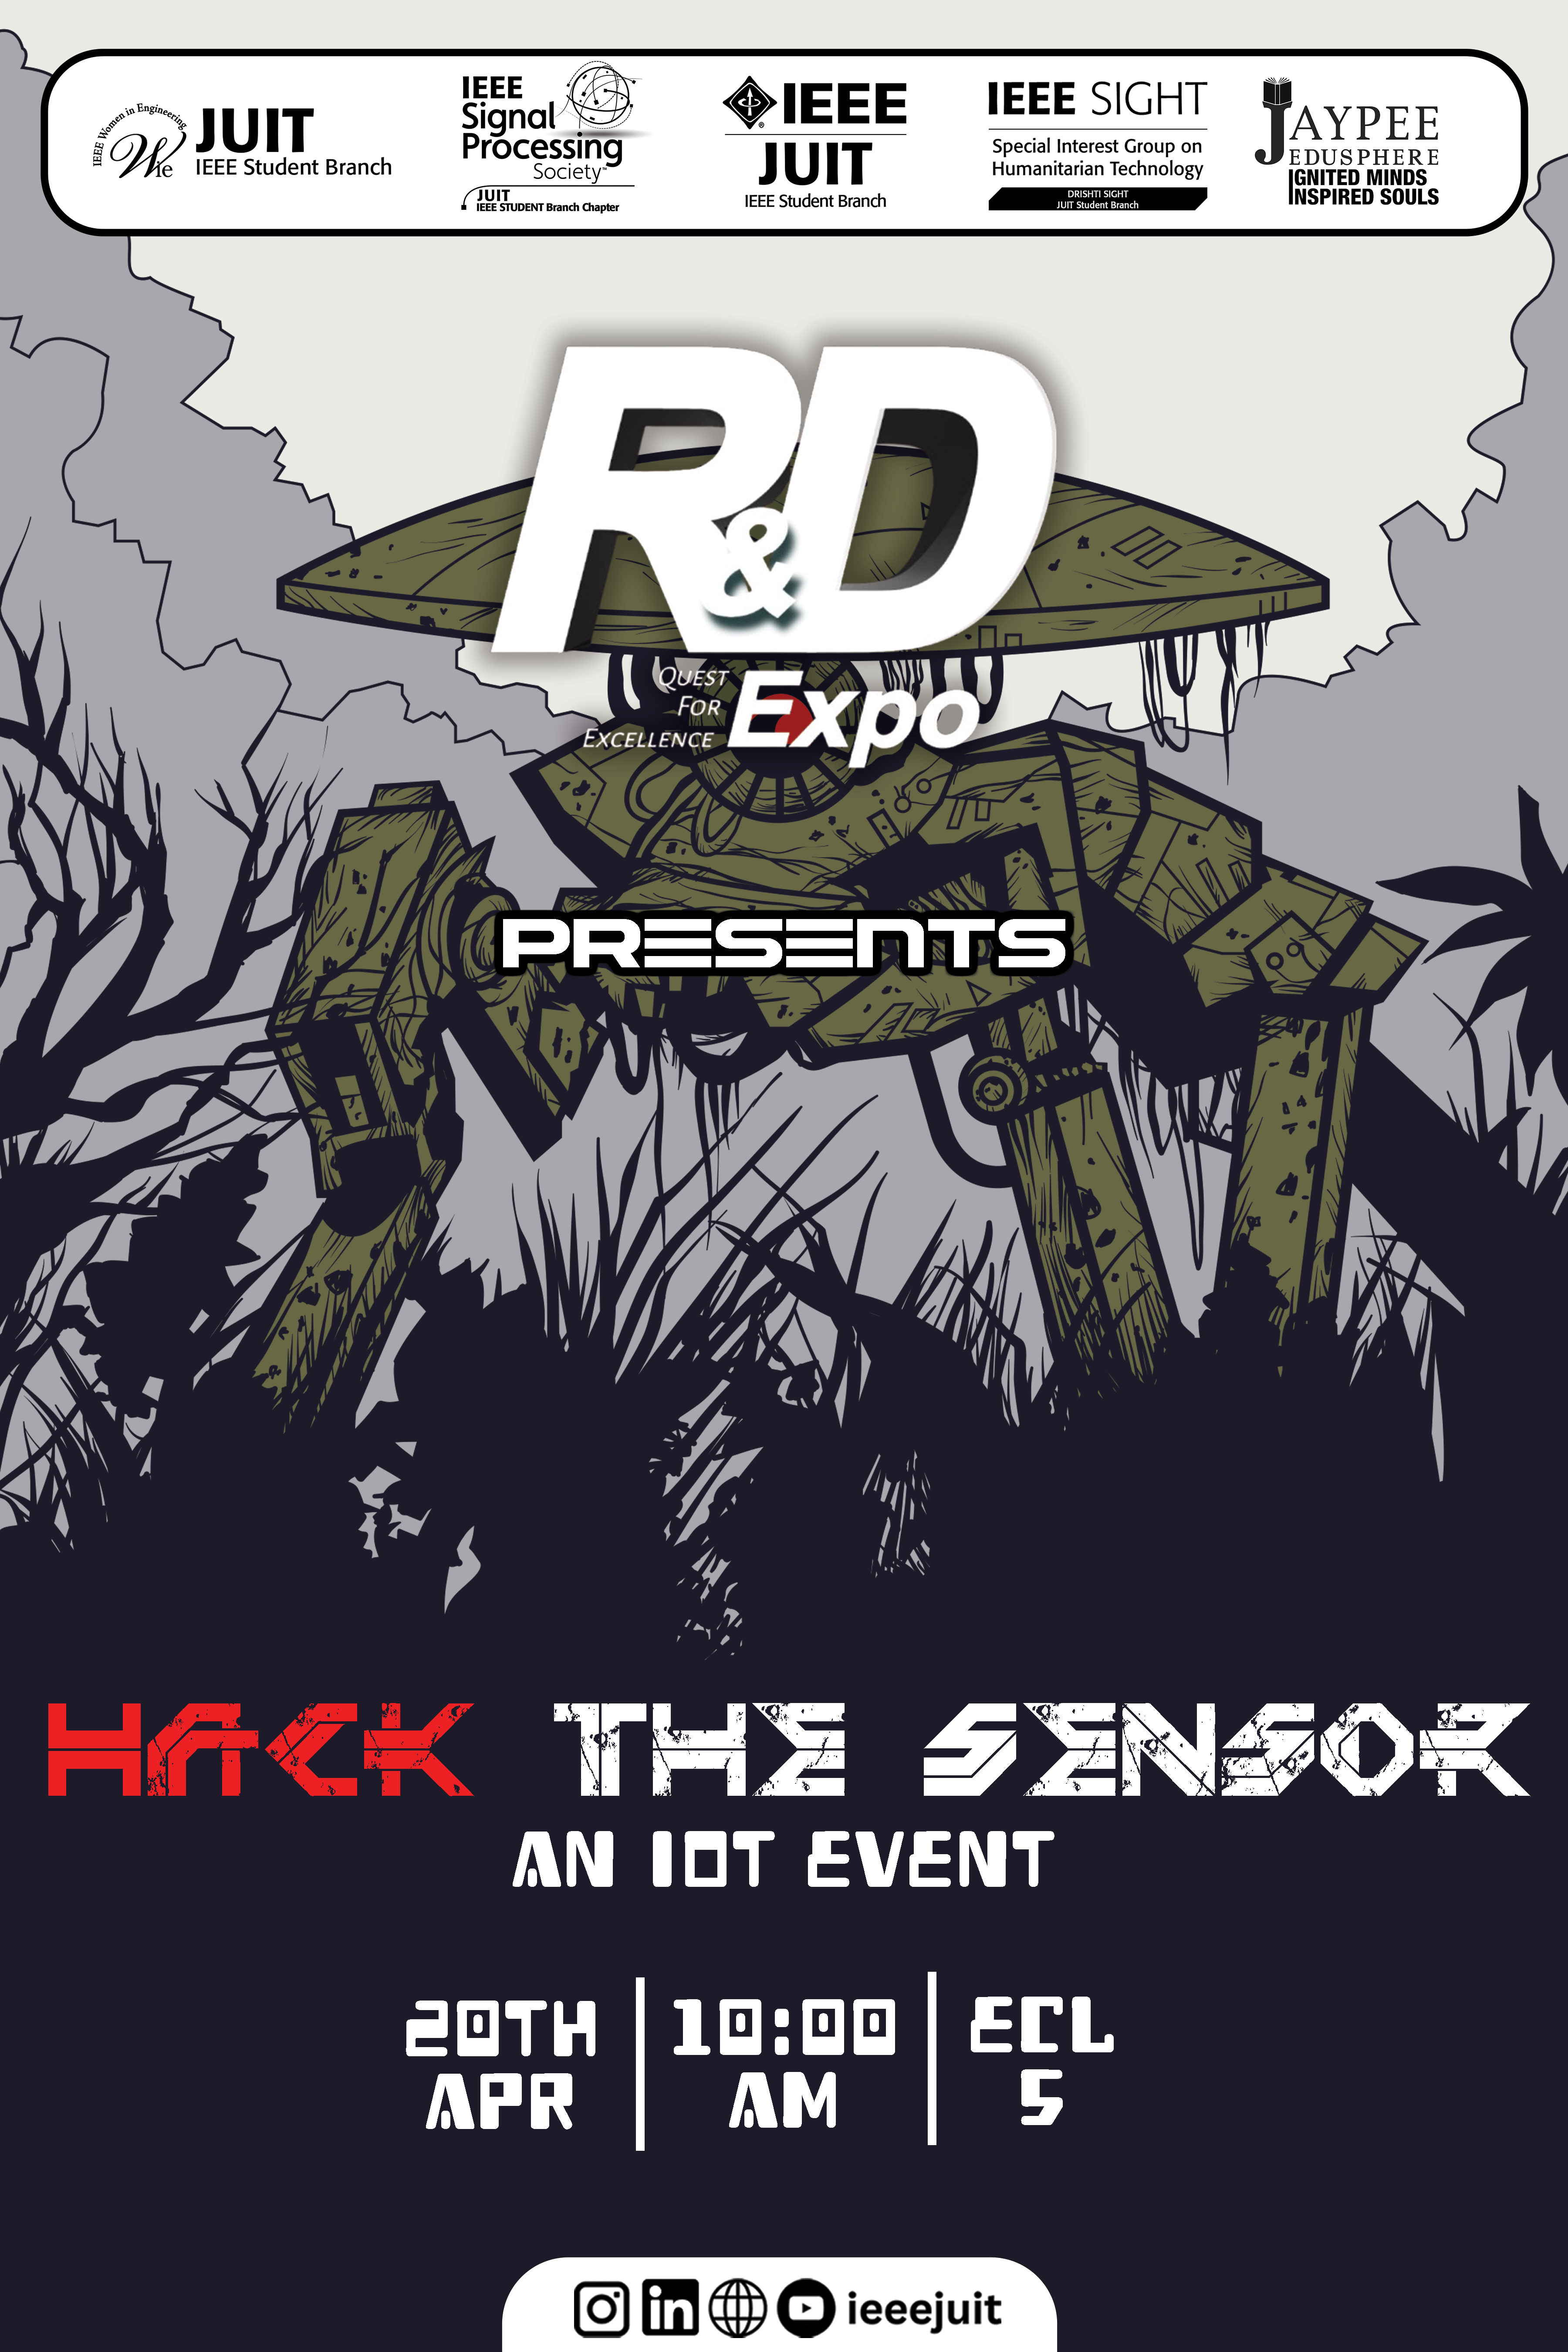 IEEE Women in Engineering
WIE
JUIT
IEEE Student Branch
IEEE
Signal
Processing
Society™
JUIT
IEEE STUDENT Branch Chapter
IEEE
®
JUIT
IEEE Student Branch
IEEE SIGHT
Special Interest Group on
Humanitarian Technology
DRISHTI SIGHT
JUIT Student Branch
JAYPEE
EDUSPHERE
IGNITED MINDS
INSPIRED SOULS
R&D
QUEST
FOR
EXCELLENCE
Expo
PRESENTS
HACK THE SENSOR
AN IOT EVENT
20TH
APR
10:00
AM
ECL
5
in
ieeejuit